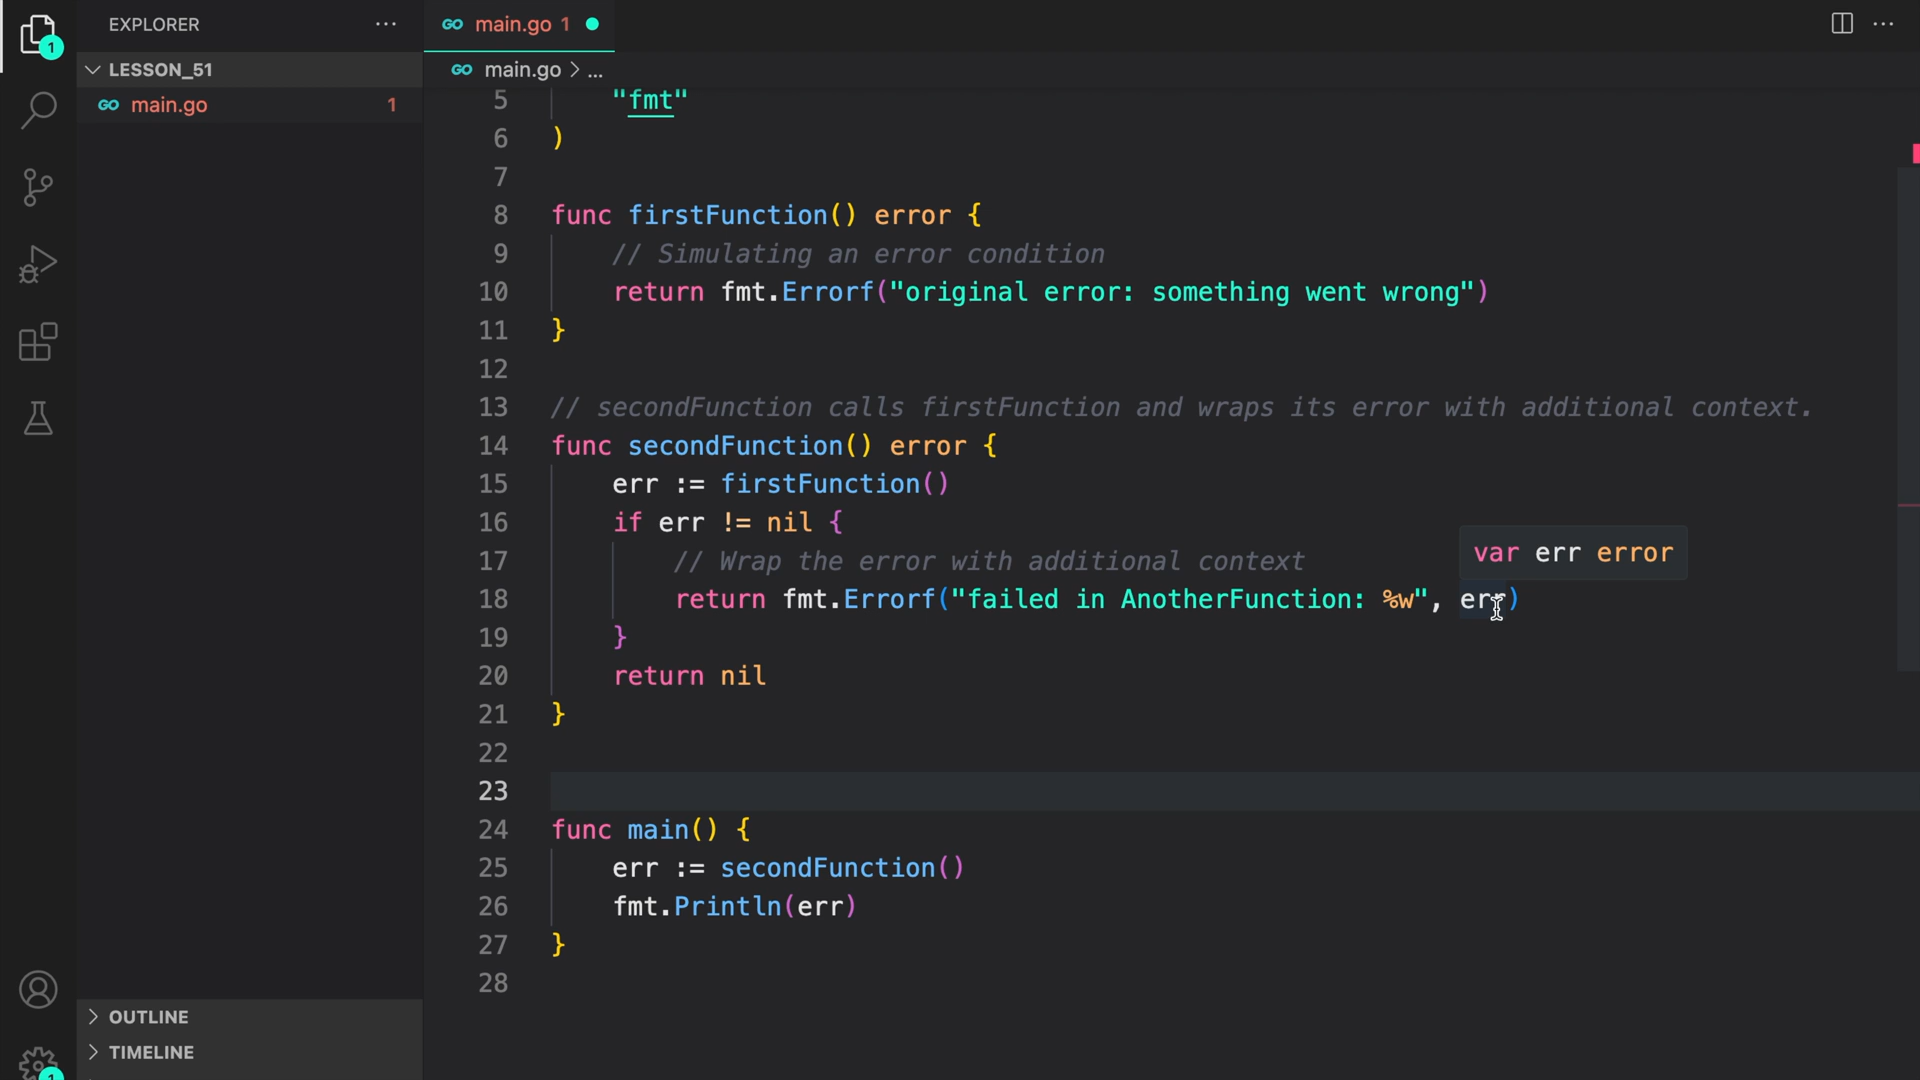 EXPLORER
main.go 1
LESSON_51
main.go 1
main.go > ...
1
5 "fmt"
6 )
7
8 func firstFunction() error {
9 // Simulating an error condition
10 return fmt.Errorf("original error: something went wrong")
11 }
12
13 // secondFunction calls firstFunction and wraps its error with additional context.
14 func secondFunction() error {
15 err := firstFunction()
16 if err != nil {
var err error
17 // Wrap the error with additional context
18 return fmt.Errorf("failed in AnotherFunction: %w", err)
19 }
20 return nil
21 }
22
23
24 func main() {
25 err := secondFunction()
26 fmt.Println(err)
27 }
28
OUTLINE
TIMELINE
1